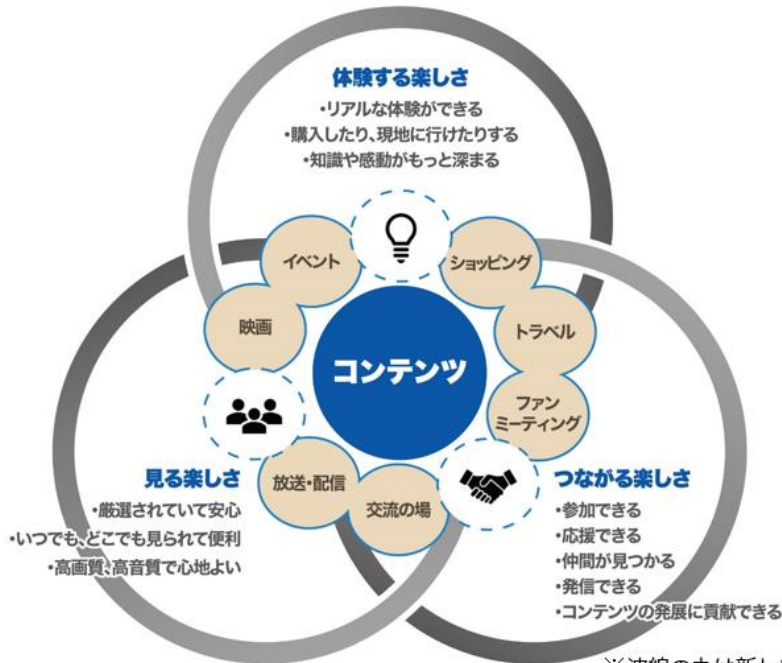 体験する楽しさ
・リアルな体験ができる
・購入したり、現地に行けたりする
・知識や感動がもっと深まる
イベント
ショッピング
映画
トラベル
コンテンツ
ファン
ミーティング
放送・配信
交流の場
見る楽しさ
・厳選されていて安心
・いつでも、どこでも見られて便利
・高画質、高音質で心地よい
つながる楽しさ
・参加できる
・応援できる
・仲間が見つかる
・発信できる
・コンテンツの発展に貢献できる